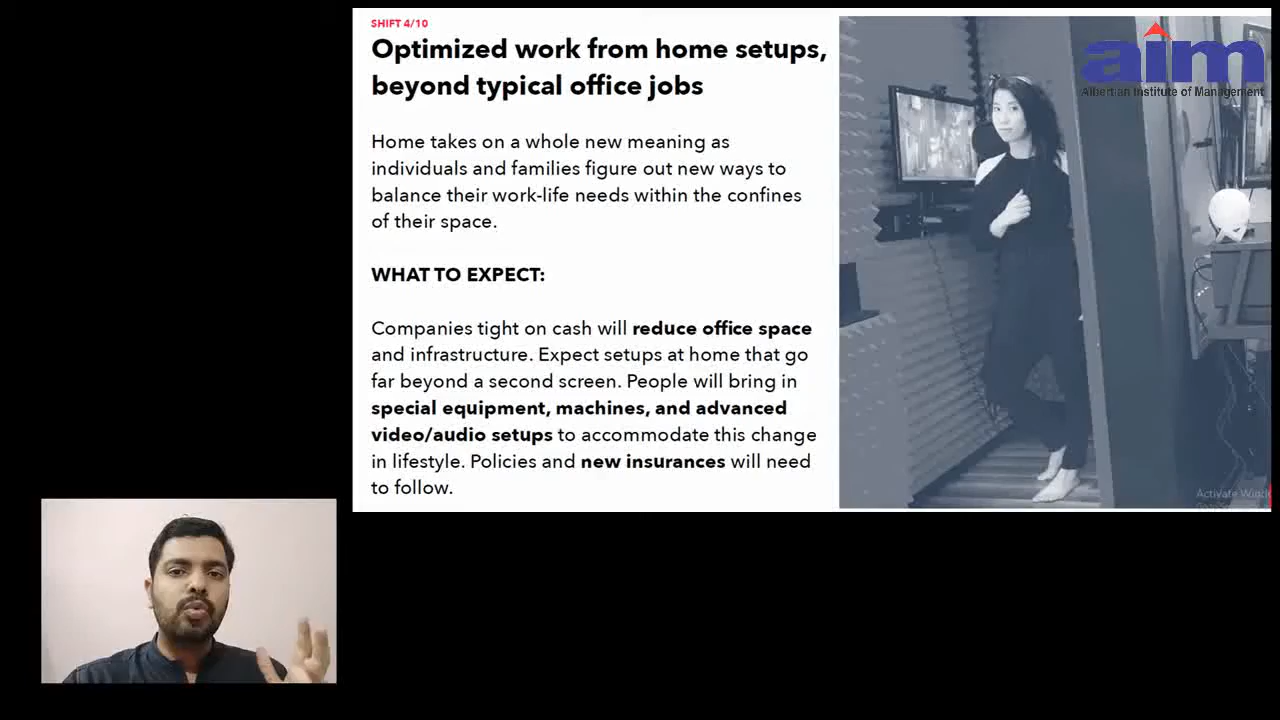 SHIFT 4/10
Optimized work from home setups,
beyond typical office jobs
Home takes on a whole new meaning as
individuals and families figure out new ways to
balance their work-life needs within the confines
of their space.
WHAT TO EXPECT:
Companies tight on cash will reduce office space
and infrastructure. Expect setups at home that go
far beyond a second screen. People will bring in
special equipment, machines, and advanced
video/audio setups to accommodate this change
in lifestyle. Policies and new insurances will need
to follow.
aim
Albertian Institute of Management
Activate